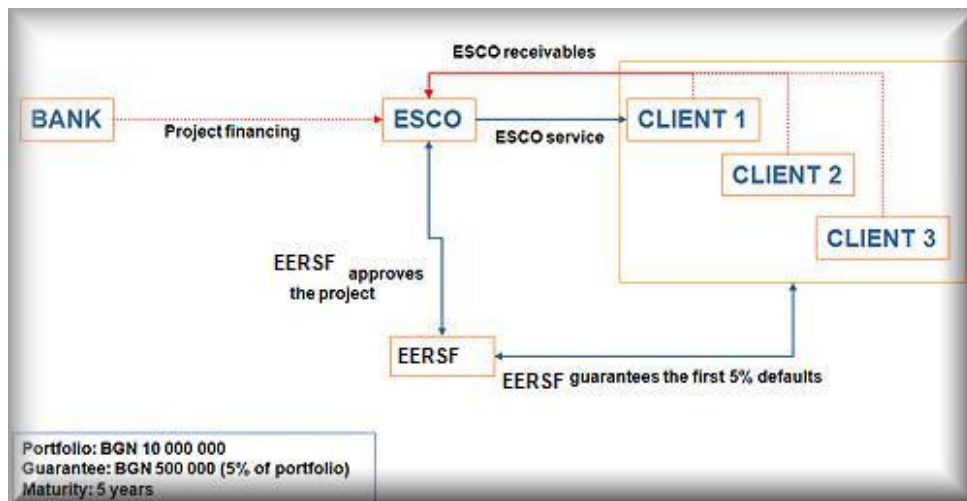 ESCO receivables
BANK
Project financing
ESCO
ESCO service
CLIENT 1
CLIENT 2
CLIENT 3
EERSF approves
the project
EERSF
EERSF guarantees the first 5% defaults
Portfolio: BGN 10 000 000
Guarantee: BGN 500 000 (5% of portfolio)
Maturity: 5 years